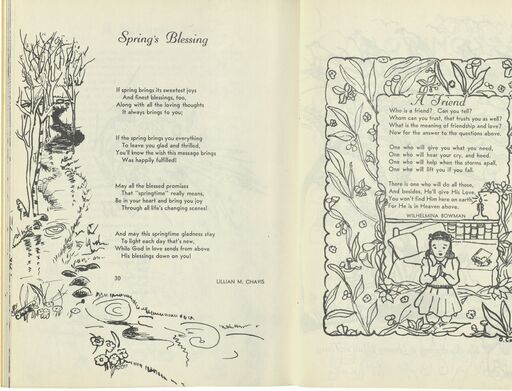 Spring's Blessing
If spring brings its sweetest joys
And finest blessings, too,
Along with all the loving thoughts
It always brings to you;
If the spring brings you everything
To leave you glad and thrilled,
You'll know the wish this message brings
Was happily fulfilled!
May all the blessed promises
That "springtime" really means,
Be in your heart and bring you joy
Through all life's changing scenes!
And may this springtime gladness stay
To light each day that's new,
While God in love sends from above
His blessings down on you!
30
LILLIAN M. CHAVIS
A Friend
Who is a friend? Can you tell?
Whom can you trust, that trusts you as well?
What is the meaning of friendship and love?
Now for the answer to the questions above.
One who will give you what you need,
One who will hear your cry, and heed.
One who will help when the storms apall,
One who will lift you if you fall.
There is one who will do all these,
And besides, He'll give His Love,
You won't find Him here on earth
For He is in Heaven above.
WILHELMINA BOWMAN